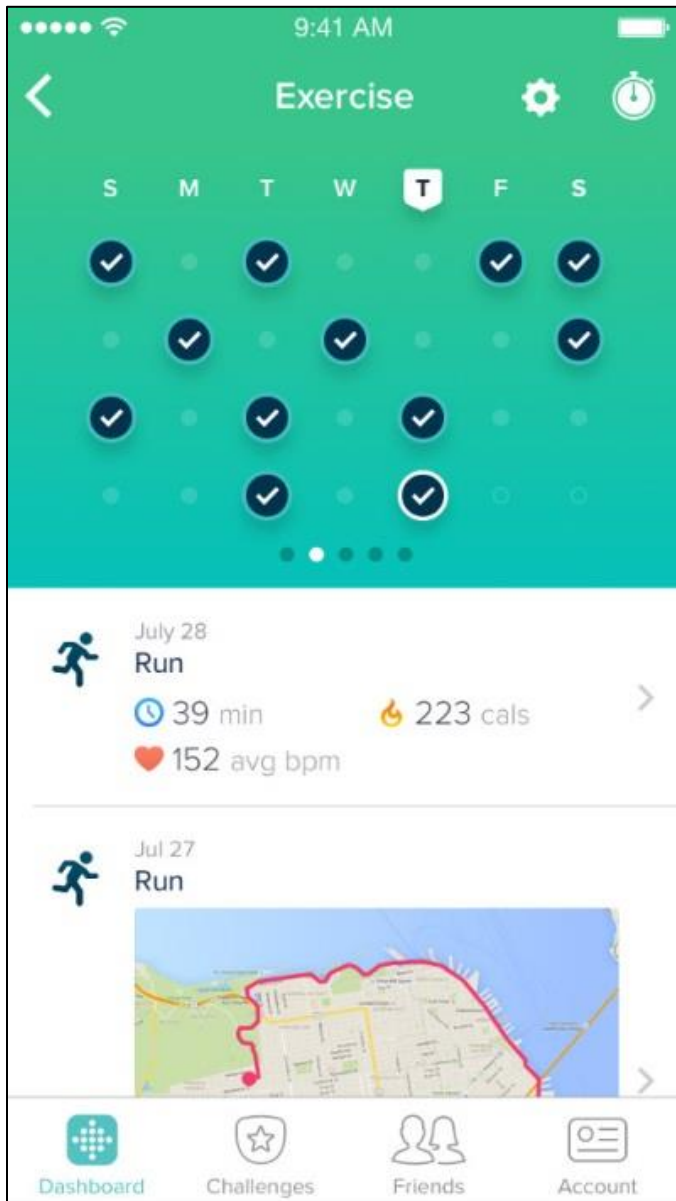 9:41 AM
Exercise
S M T W T F S
July 28
Run
39 min 223 cals
152 avg bpm
Jul 27
Run
Dashboard Challenges Friends Account